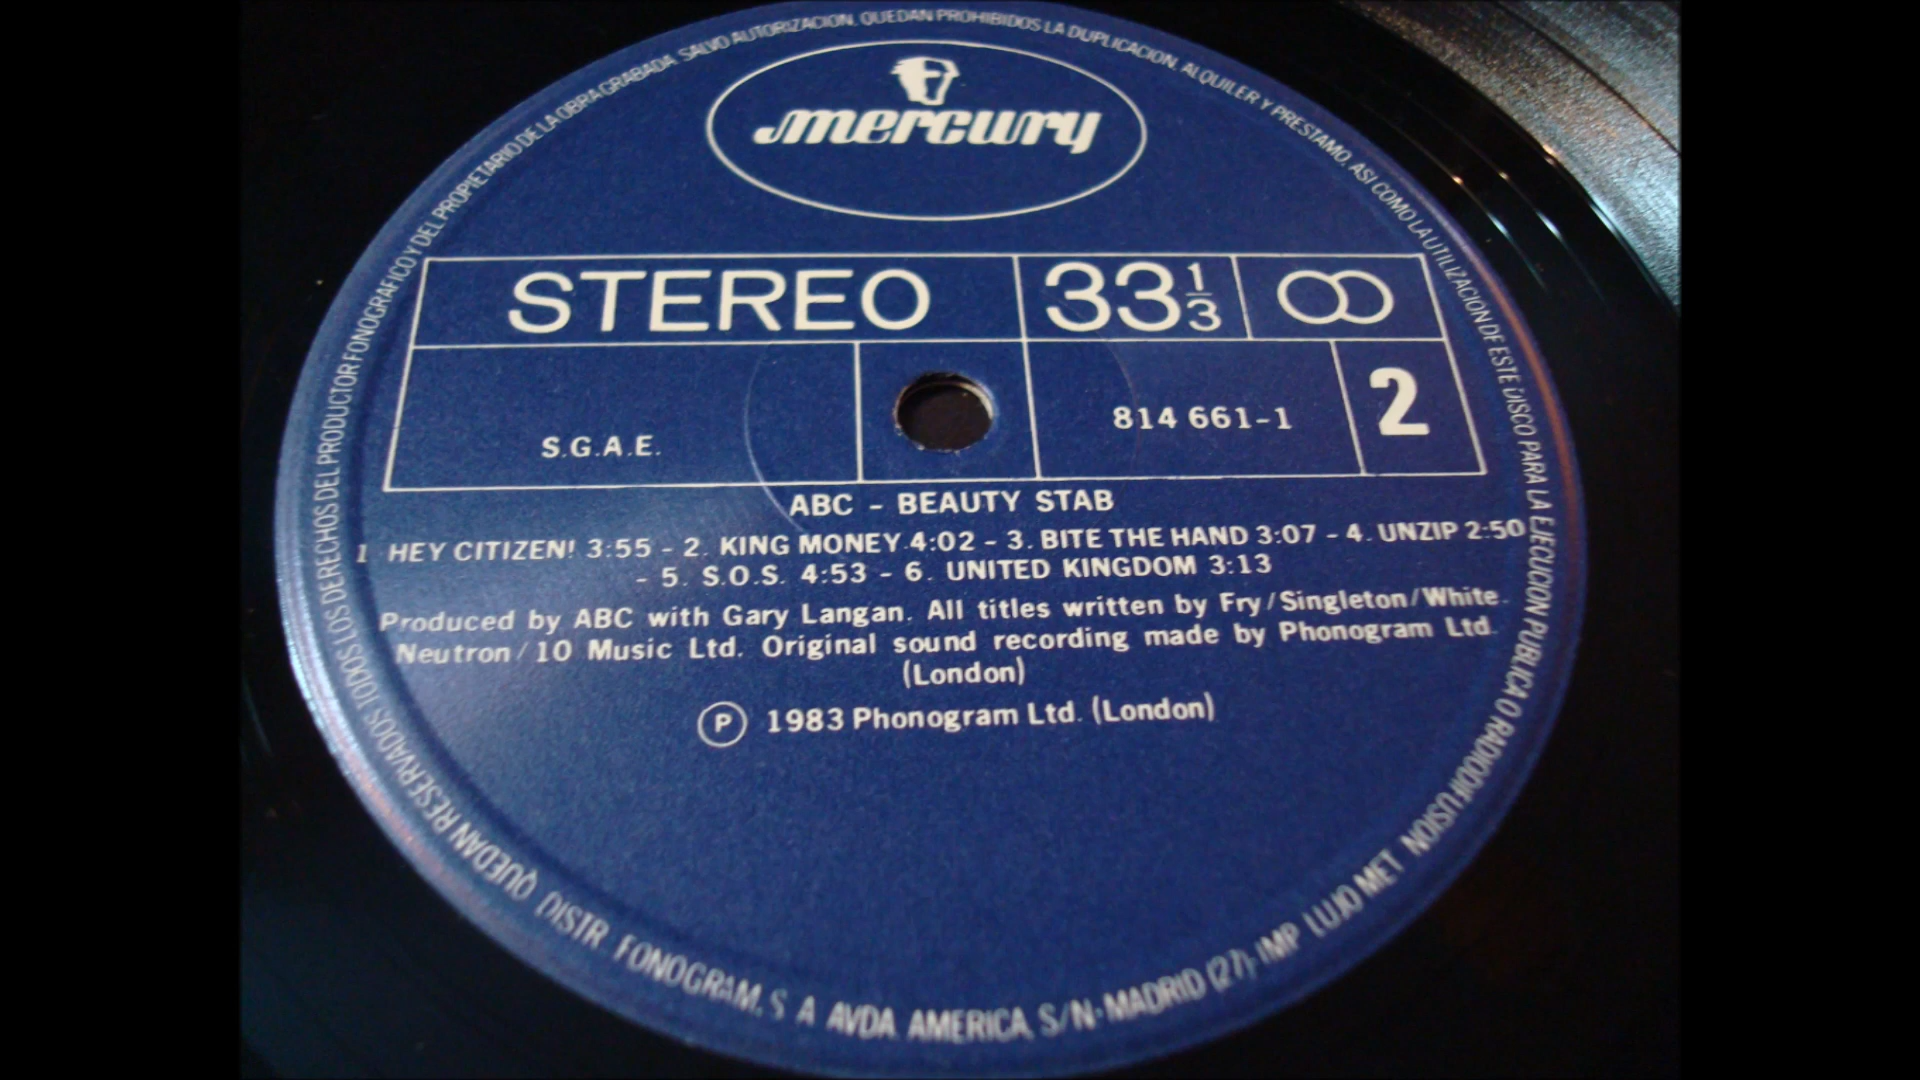 mercury
STEREO
33 1/3
S.G.A.E.
814 661-1
2
ABC - BEAUTY STAB
1 HEY CITIZEN! 3:55 - 2. KING MONEY 4:02 - 3. BITE THE HAND 3:07 - 4. UNZIP 2:50
- 5. S.O.S. 4:53 - 6. UNITED KINGDOM 3:13
Produced by ABC with Gary Langan. All titles written by Fry/Singleton/White.
Neutron/10 Music Ltd. Original sound recording made by Phonogram Ltd.
(London)
Ⓟ 1983 Phonogram Ltd. (London)
QUEDAN RESERVADOS TODOS LOS DERECHOS DEL PRODUCTOR FONOGRAFICO Y DEL PROPIETARIO DE LA OBRA GRABADA. SALVO AUTORIZACION, QUEDAN PROHIBIDOS LA DUPLICACION, ALQUILER Y PRESTAMO, ASI COMO LA UTILIZACION DE ESTE DISCO PARA LA EJECUCION PUBLICA O RADIODIFUSION
DISTR. FONOGRAM, S A AVDA. AMERICA, S/N-MADRID (27)-IMP LUJO MET